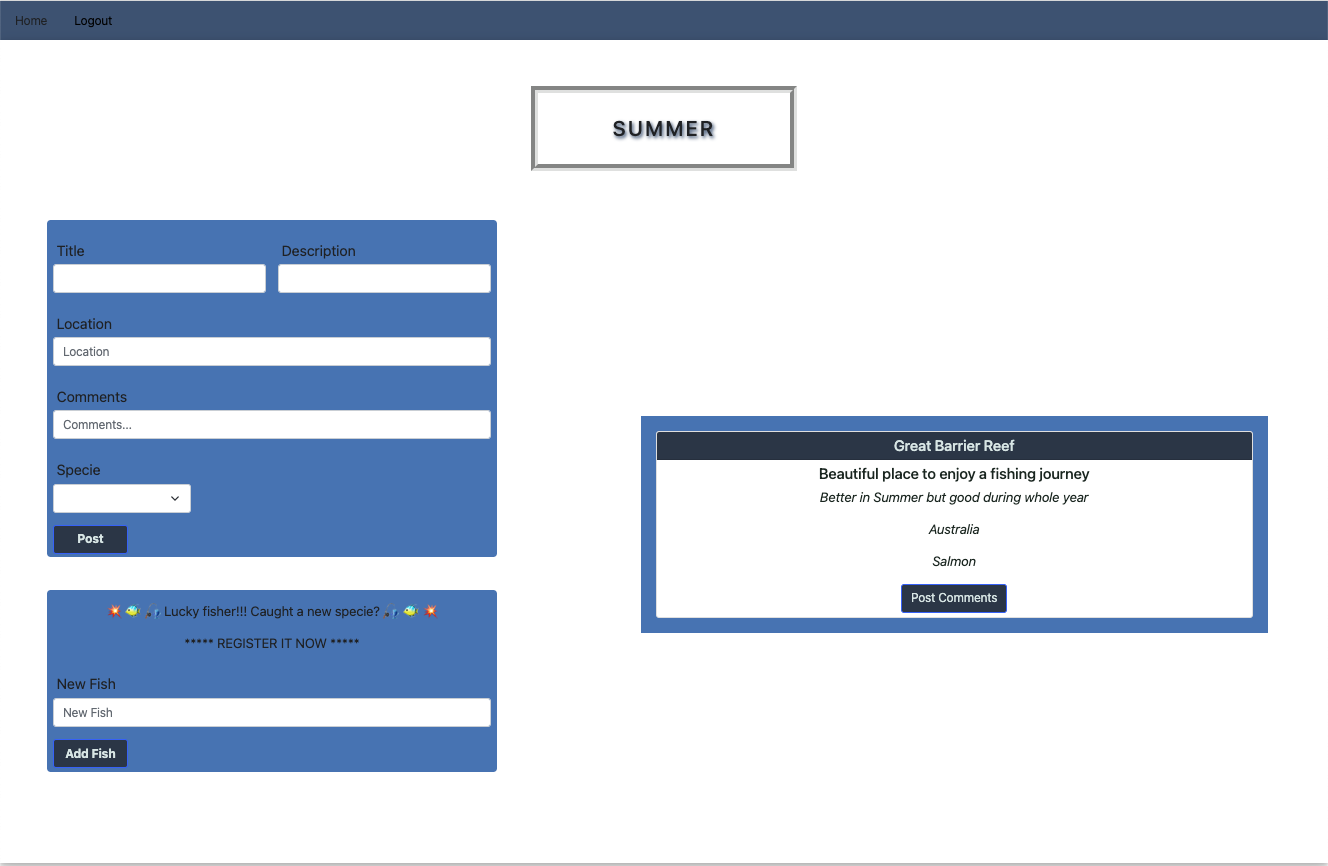 Home Logout
SUMMER
Title Description
Location
Location
Comments
Comments...
Specie
Post
💥 🐠 🎣 Lucky fisher!!! Caught a new specie? 🎣 🐠 💥
***** REGISTER IT NOW *****
New Fish
New Fish
Add Fish
Great Barrier Reef
Beautiful place to enjoy a fishing journey
Better in Summer but good during whole year
Australia
Salmon
Post Comments